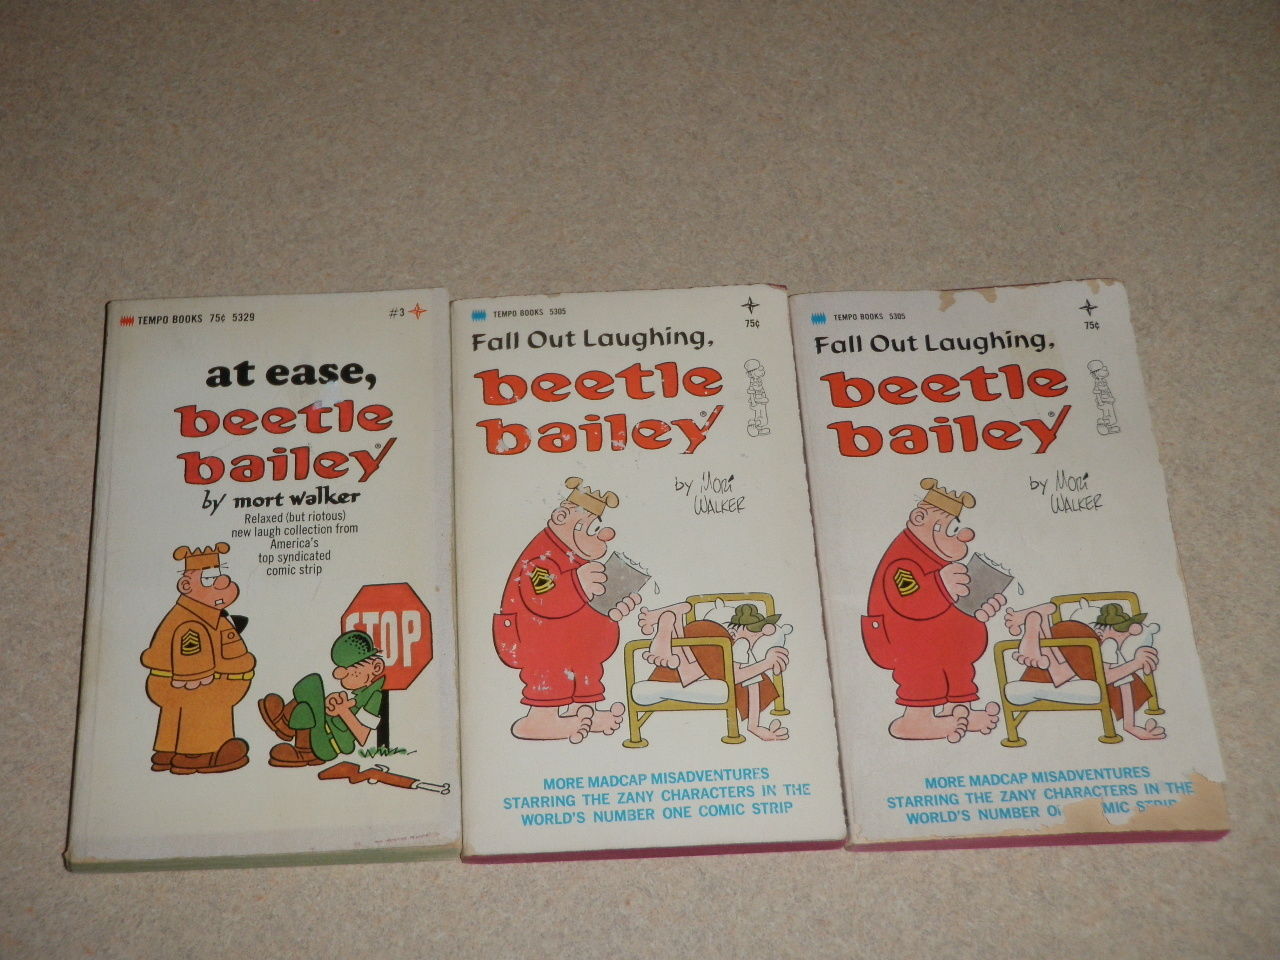 TEMPO BOOKS 75¢ 5329 #3
at ease,
beetle
bailey®
by mort walker
Relaxed (but riotous)
new laugh collection from
America's
top syndicated
comic strip
STOP
TEMPO BOOKS 5305
75¢
Fall Out Laughing,
beetle
bailey®
by Mort
Walker
MORE MADCAP MISADVENTURES
STARRING THE ZANY CHARACTERS IN THE
WORLD'S NUMBER ONE COMIC STRIP
TEMPO BOOKS 5305
75¢
Fall Out Laughing,
beetle
bailey®
by Mort
Walker
MORE MADCAP MISADVENTURES
STARRING THE ZANY CHARACTERS IN THE
WORLD'S NUMBER MIC STRIP